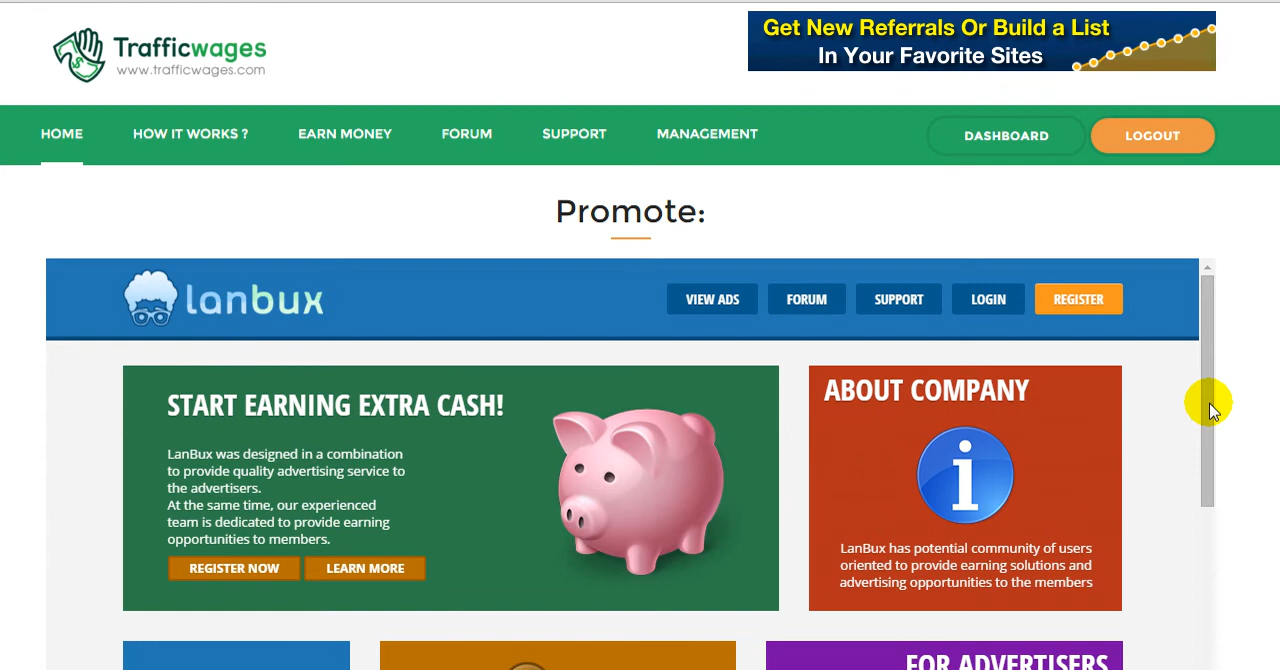 Trafficwages
www.trafficwages.com
Get New Referrals Or Build a List
In Your Favorite Sites
HOME
HOW IT WORKS ?
EARN MONEY
FORUM
SUPPORT
MANAGEMENT
DASHBOARD
LOGOUT
Promote:
lanbux
VIEW ADS
FORUM
SUPPORT
LOGIN
REGISTER
START EARNING EXTRA CASH!
LanBux was designed in a combination
to provide quality advertising service to
the advertisers.
At the same time, our experienced
team is dedicated to provide earning
opportunities to members.
REGISTER NOW
LEARN MORE
ABOUT COMPANY
LanBux has potential community of users
oriented to provide earning solutions and
advertising opportunities to the members
FOR ADVERTISERS